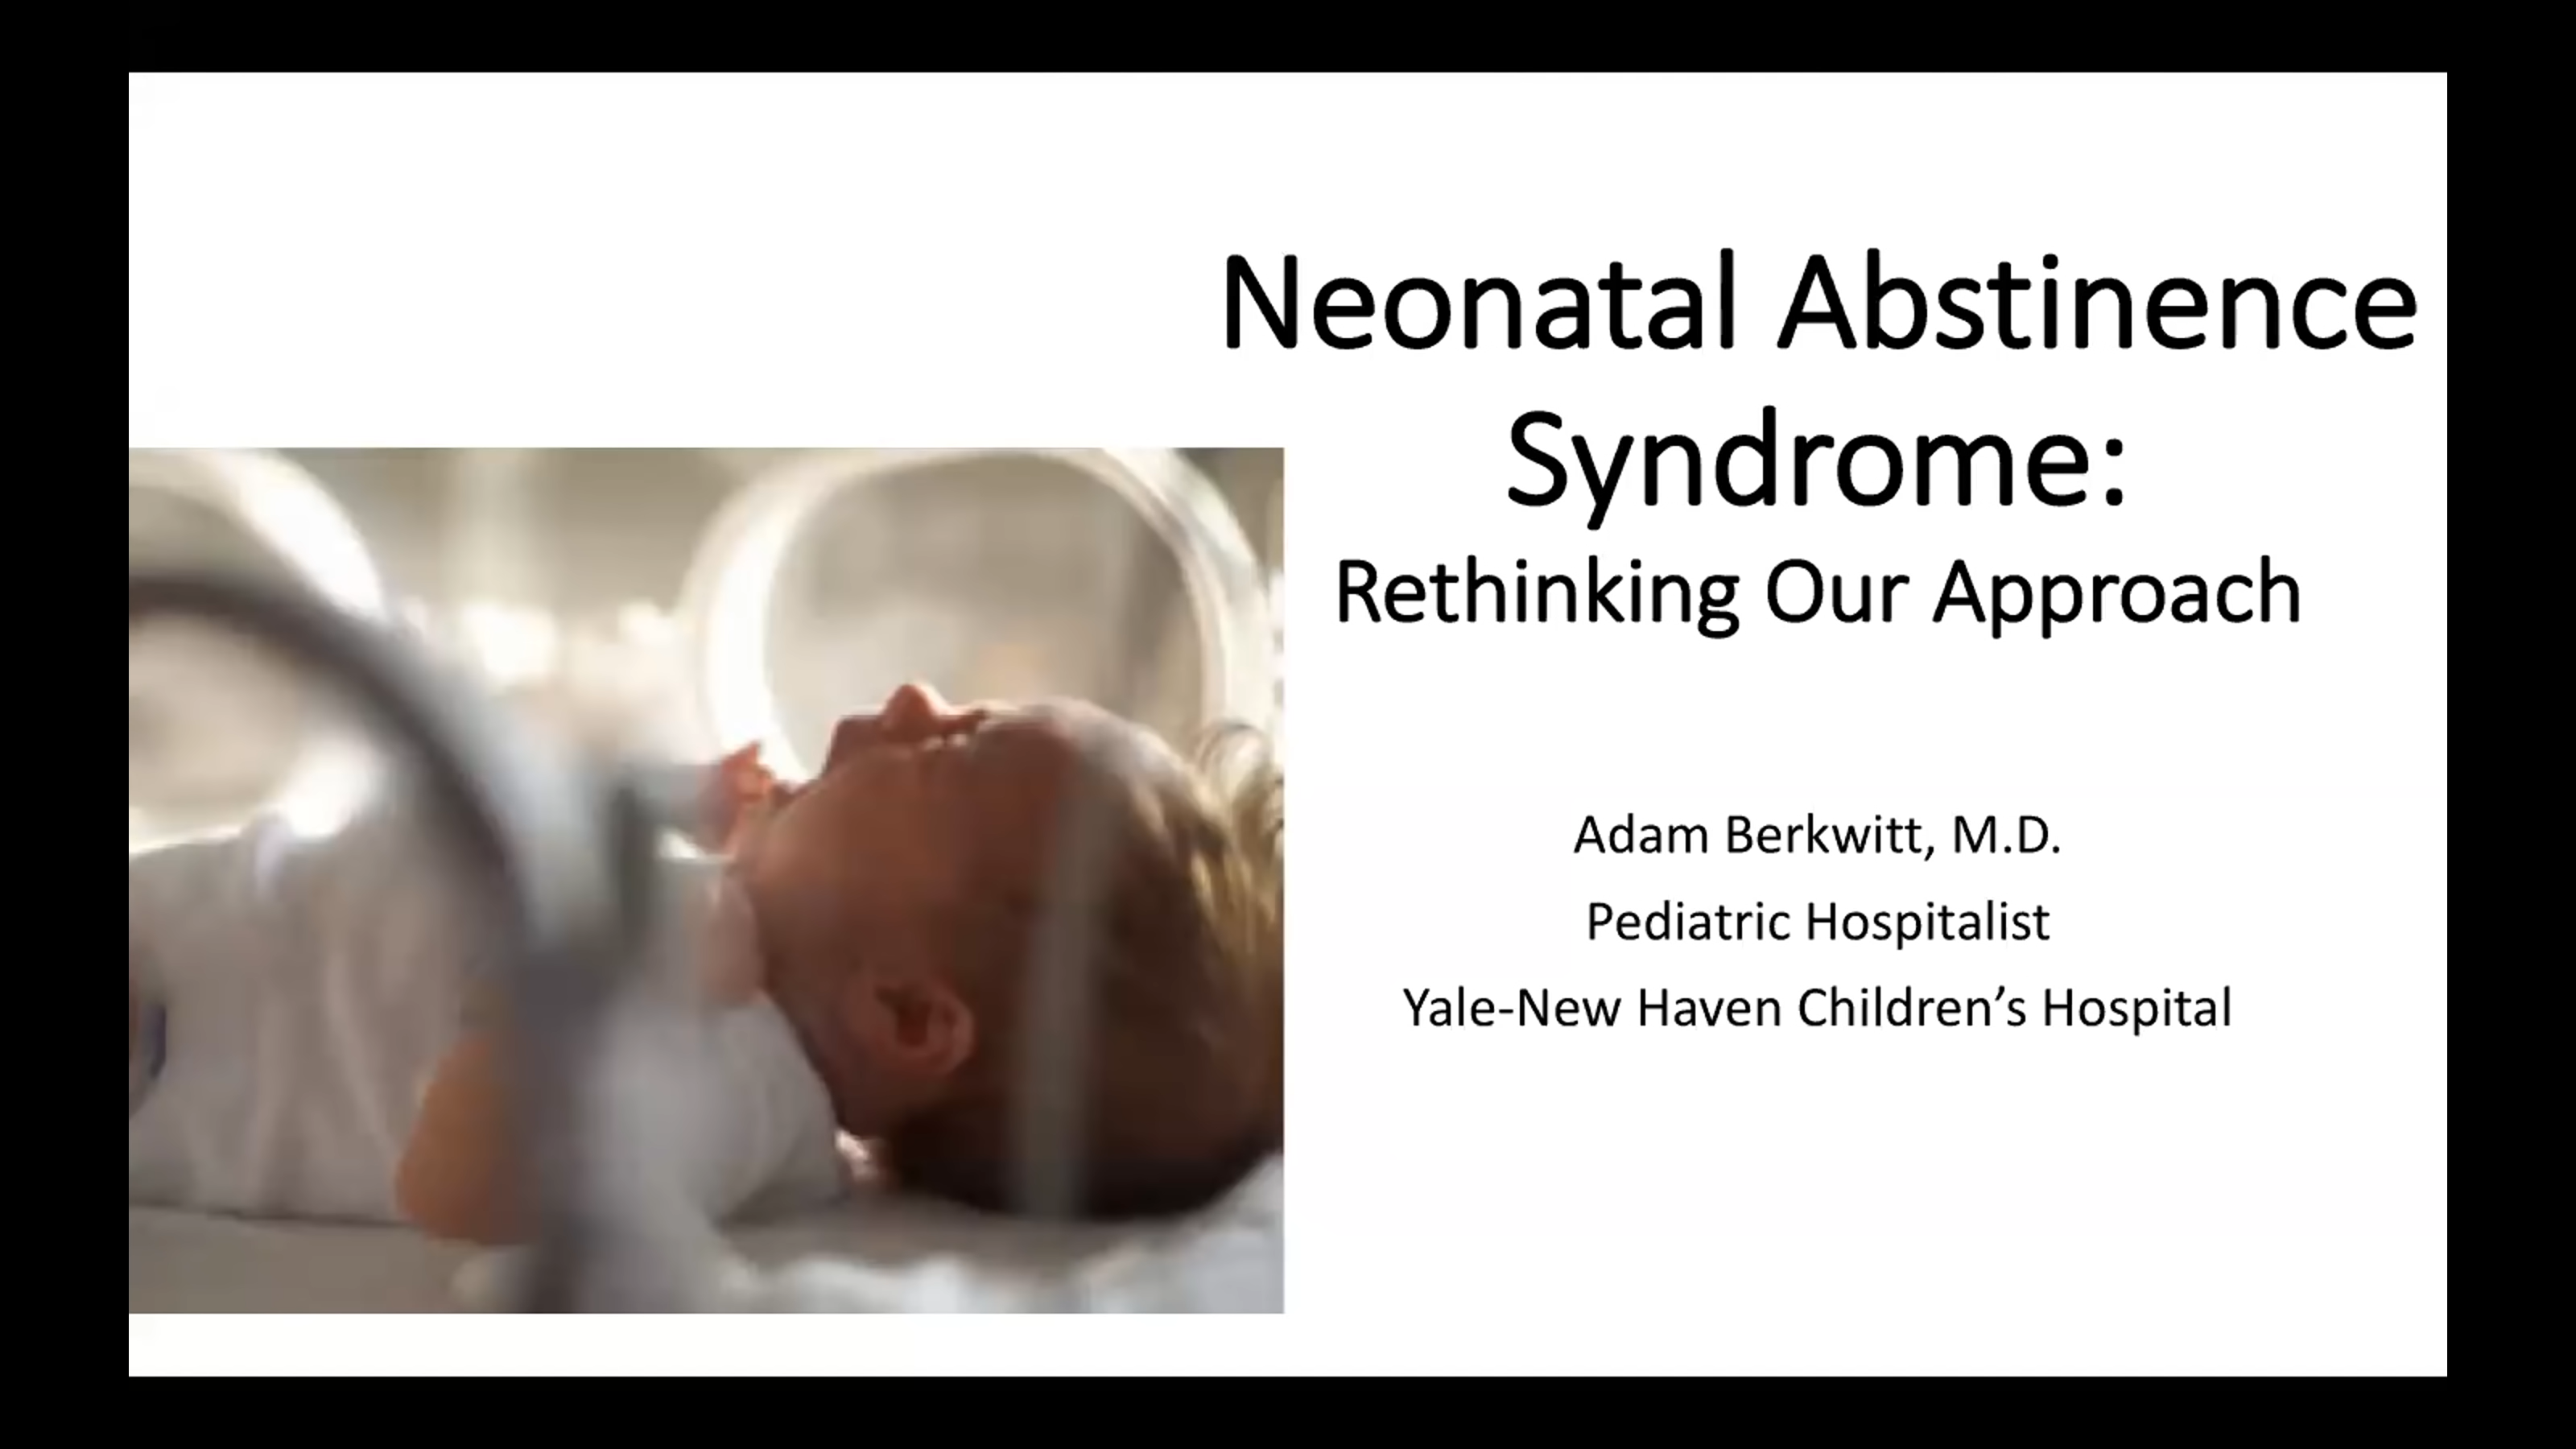 Neonatal Abstinence
Syndrome:
Rethinking Our Approach
Adam Berkwitt, M.D.
Pediatric Hospitalist
Yale-New Haven Children’s Hospital